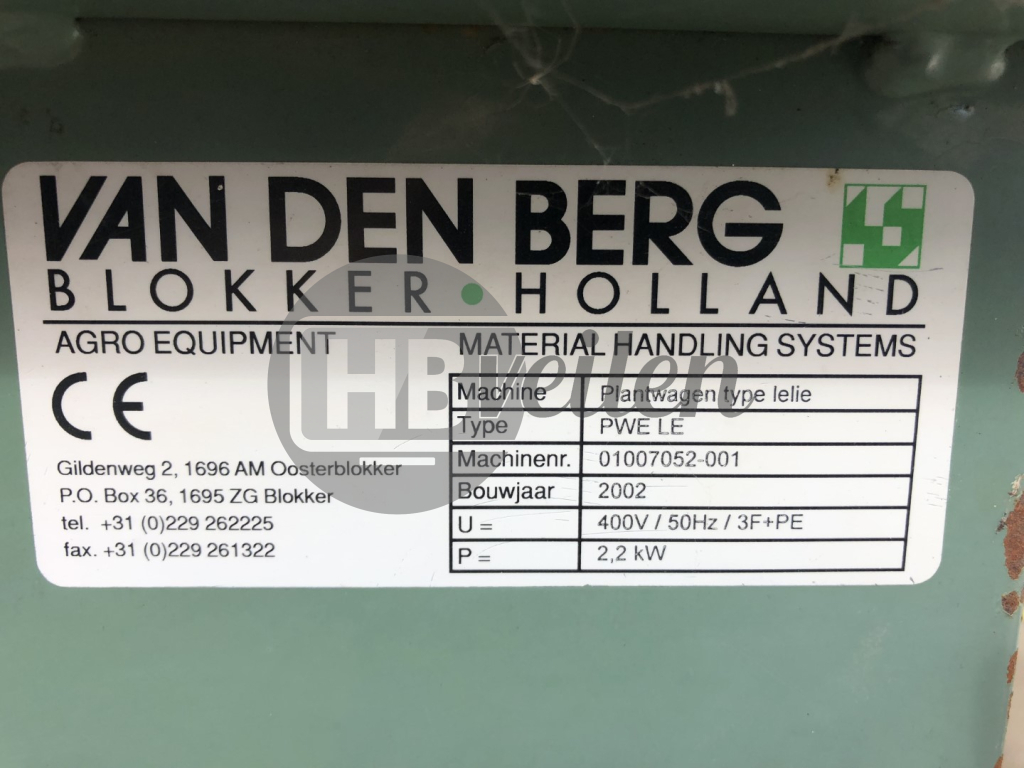 VAN DEN BERG
BLOKKER · HOLLAND
AGRO EQUIPMENT MATERIAL HANDLING SYSTEMS
CE
Gildenweg 2, 1696 AM Oosterblokker
P.O. Box 36, 1695 ZG Blokker
tel. +31 (0)229 262225
fax. +31 (0)229 261322
Machine Plantwagen type lelie
Type PWE LE
Machinenr. 01007052-001
Bouwjaar 2002
U = 400V / 50Hz / 3F+PE
P = 2,2 kW
HBveilen